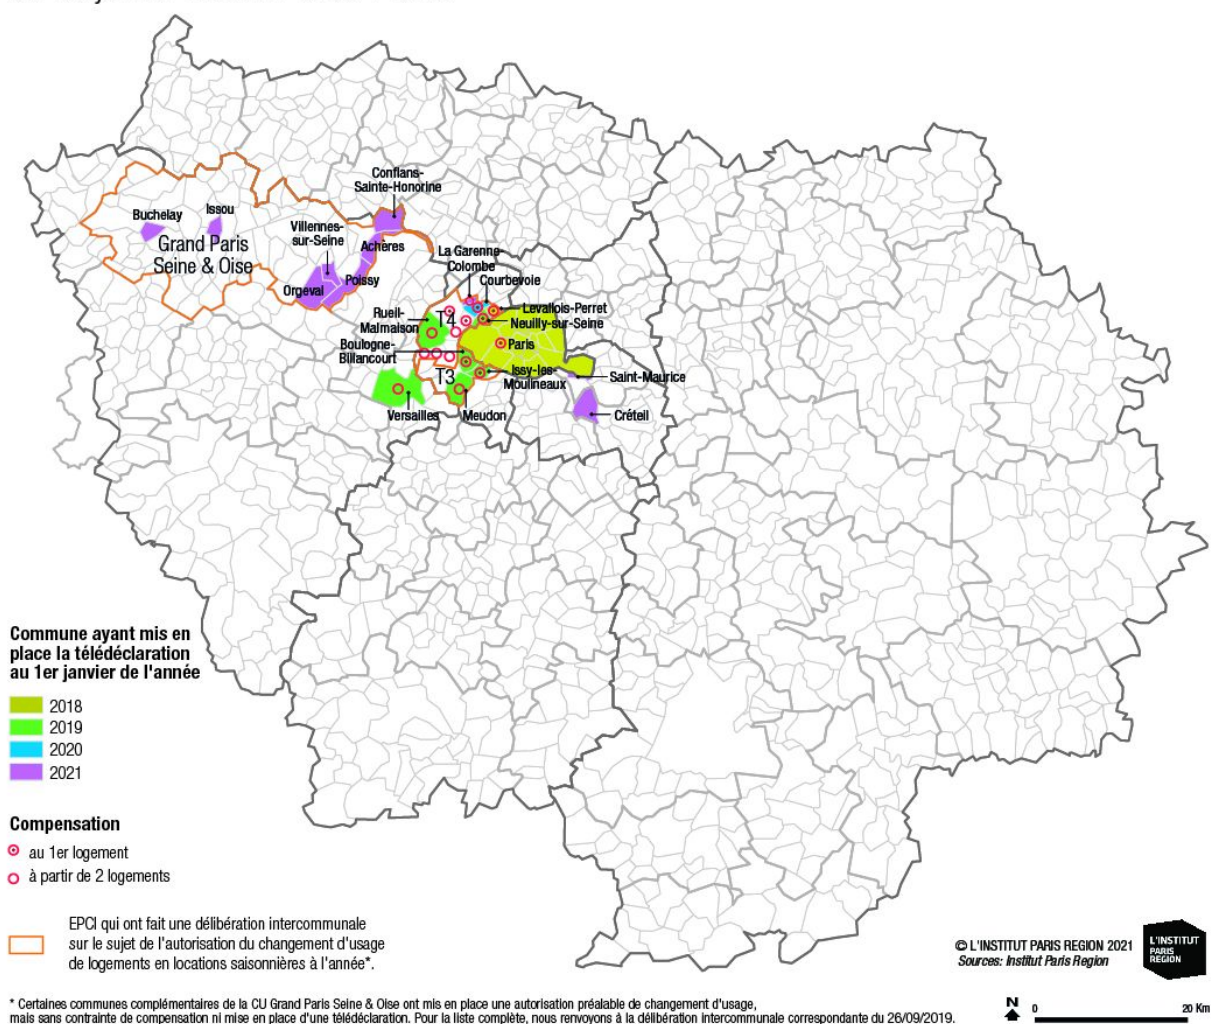 Conflans-
Sainte-Honorine
Buchelay
Issou
Villennes-
sur-Seine
Grand Paris
Seine & Oise
Achères
La Garenne-
Colombe
Poissy
Orgeval
Courbevoie
Levallois-Perret
Rueil-
Malmaison
T4
Neuilly-sur-Seine
Boulogne-
Billancourt
Paris
T3
Issy-les-
Moulineaux
Saint-Maurice
Versailles
Meudon
Créteil
Commune ayant mis en
place la télédéclaration
au 1er janvier de l'année
2018
2019
2020
2021
Compensation
au 1er logement
à partir de 2 logements
EPCI qui ont fait une délibération intercommunale
sur le sujet de l'autorisation du changement d'usage
de logements en locations saisonnières à l'année*.
© L'INSTITUT PARIS REGION 2021
Sources: Institut Paris Region
L'INSTITUT
PARIS
REGION
* Certaines communes complémentaires de la CU Grand Paris Seine & Oise ont mis en place une autorisation préalable de changement d'usage,
mais sans contrainte de compensation ni mise en place d'une télédéclaration. Pour la liste complète, nous renvoyons à la délibération intercommunale correspondante du 26/09/2019.
N
0
20 Km